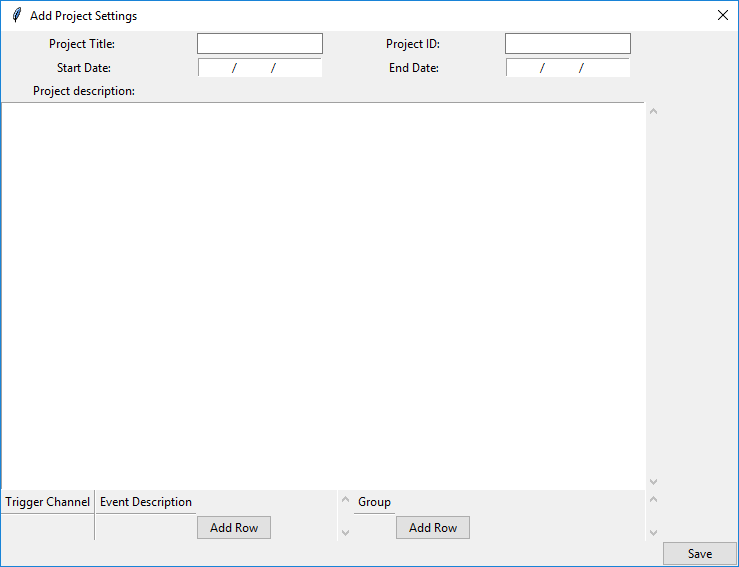 Add Project Settings
Project Title: Project ID:
Start Date: / / End Date: / /
Project description:
Trigger Channel Event Description Group
Add Row Add Row
Save